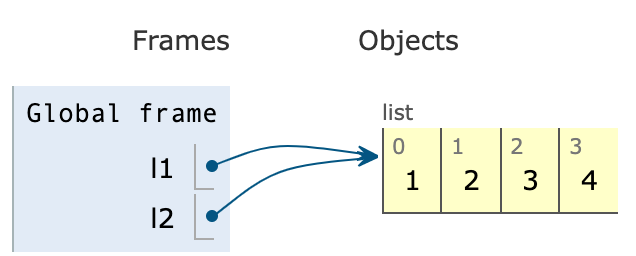 Frames Objects
Global frame
list
l1
l2
0 1 2 3
1 2 3 4